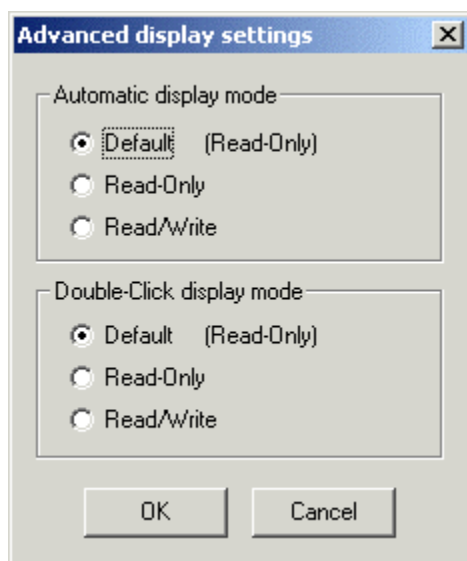 Advanced display settings
Automatic display mode
Default (Read-Only)
Read-Only
Read/Write
Double-Click display mode
Default (Read-Only)
Read-Only
Read/Write
OK Cancel